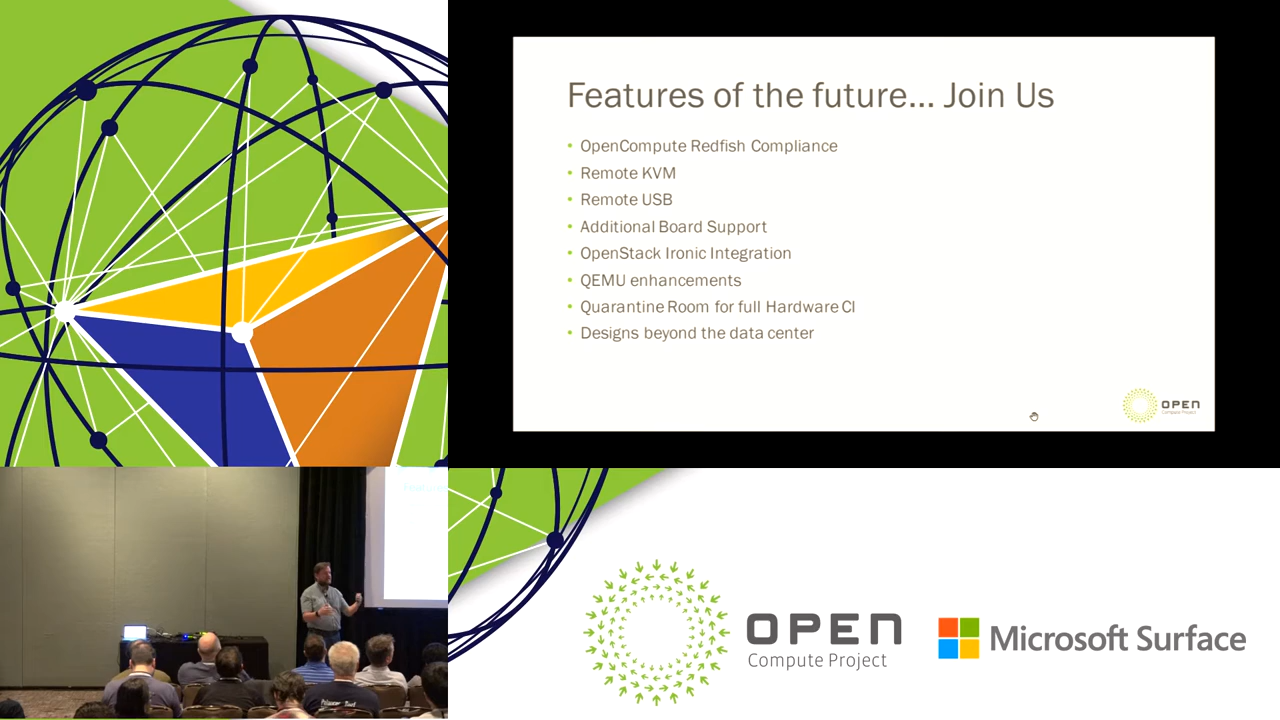 Features of the future... Join Us
• OpenCompute Redfish Compliance
• Remote KVM
• Remote USB
• Additional Board Support
• OpenStack Ironic Integration
• QEMU enhancements
• Quarantine Room for full Hardware CI
• Designs beyond the data center
OPEN
Compute Project
OPEN
Compute Project
Microsoft Surface